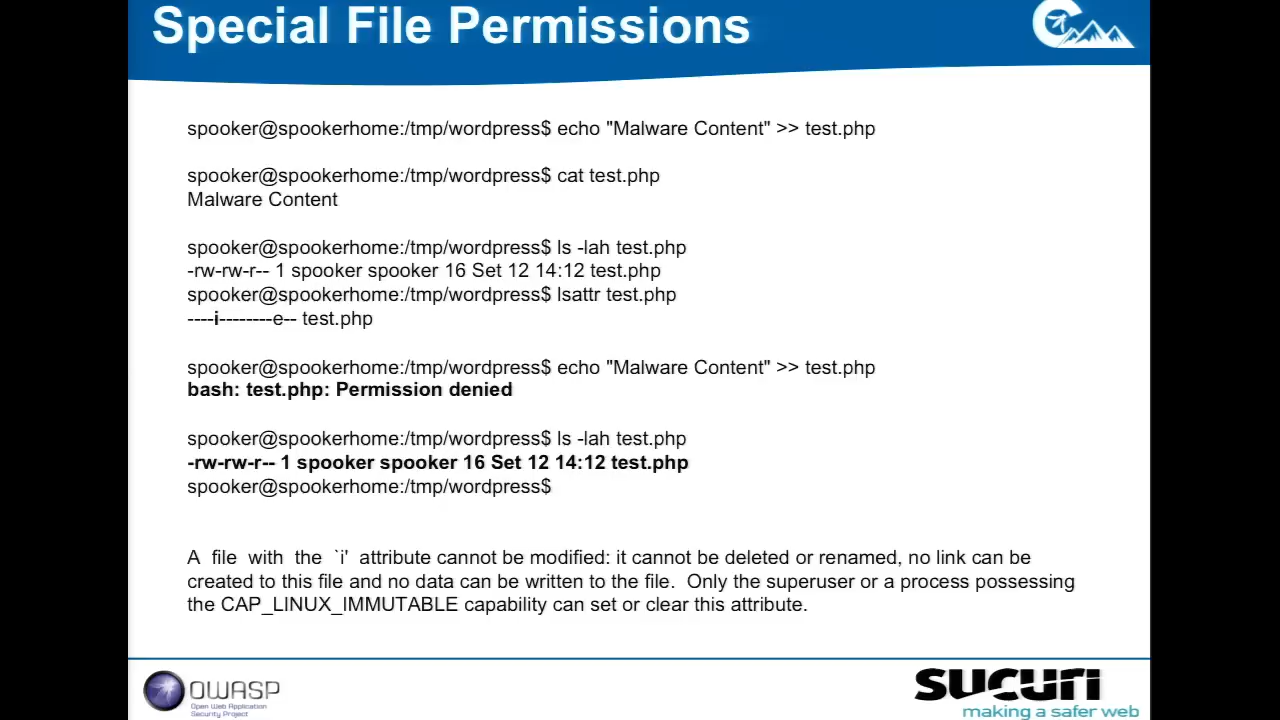 Special File Permissions
spooker@spookerhome:/tmp/wordpress$ echo "Malware Content" >> test.php
spooker@spookerhome:/tmp/wordpress$ cat test.php
Malware Content
spooker@spookerhome:/tmp/wordpress$ ls -lah test.php
-rw-rw-r-- 1 spooker spooker 16 Set 12 14:12 test.php
spooker@spookerhome:/tmp/wordpress$ lsattr test.php
----i--------e-- test.php
spooker@spookerhome:/tmp/wordpress$ echo "Malware Content" >> test.php
bash: test.php: Permission denied
spooker@spookerhome:/tmp/wordpress$ ls -lah test.php
-rw-rw-r-- 1 spooker spooker 16 Set 12 14:12 test.php
spooker@spookerhome:/tmp/wordpress$
A file with the `i' attribute cannot be modified: it cannot be deleted or renamed, no link can be
created to this file and no data can be written to the file. Only the superuser or a process possessing
the CAP_LINUX_IMMUTABLE capability can set or clear this attribute.
OWASP
Open Web Application
Security Project
sucuri
making a safer web